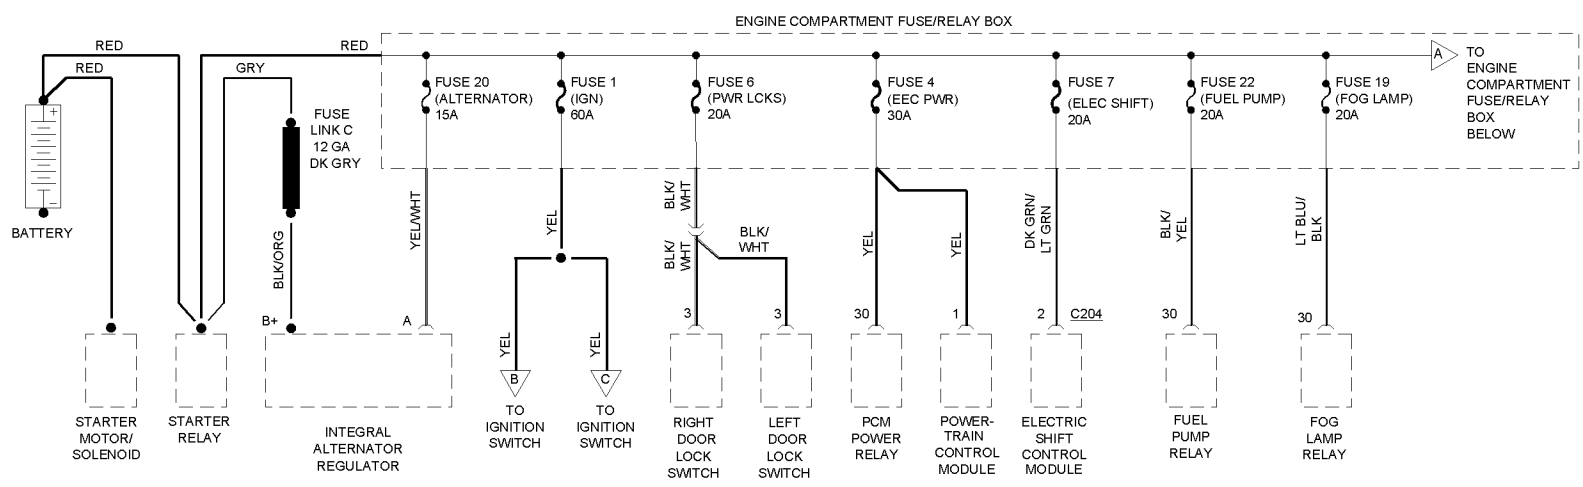 ENGINE COMPARTMENT FUSE/RELAY BOX
RED
RED
RED
GRY
+
−
BATTERY
FUSE
LINK C
12 GA
DK GRY
BLK/ORG
FUSE 20
(ALTERNATOR)
15A
FUSE 1
(IGN)
60A
FUSE 6
(PWR LCKS)
20A
FUSE 4
(EEC PWR)
30A
FUSE 7
(ELEC SHIFT)
20A
FUSE 22
(FUEL PUMP)
20A
FUSE 19
(FOG LAMP)
20A
A
TO
ENGINE
COMPARTMENT
FUSE/RELAY
BOX
BELOW
YEL/WHT
YEL
BLK/
WHT
BLK/
WHT
BLK/
WHT
YEL
YEL
DK GRN/
LT GRN
BLK/
YEL
LT BLU/
BLK
B+
A
YEL
YEL
3
3
30
1
2
C204
30
30
B
C
STARTER
MOTOR/
SOLENOID
STARTER
RELAY
INTEGRAL
ALTERNATOR
REGULATOR
TO
IGNITION
SWITCH
TO
IGNITION
SWITCH
RIGHT
DOOR
LOCK
SWITCH
LEFT
DOOR
LOCK
SWITCH
PCM
POWER
RELAY
POWER-
TRAIN
CONTROL
MODULE
ELECTRIC
SHIFT
CONTROL
MODULE
FUEL
PUMP
RELAY
FOG
LAMP
RELAY